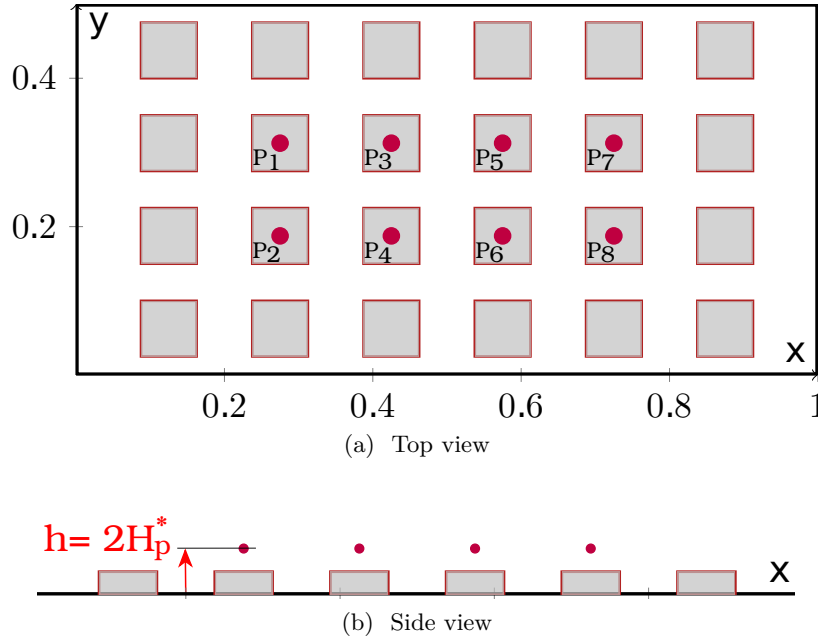 y
0.4
P1 P3 P5 P7
0.2
P2 P4 P6 P8
x
0.2 0.4 0.6 0.8 1
(a) Top view
h= 2H*p
x
(b) Side view